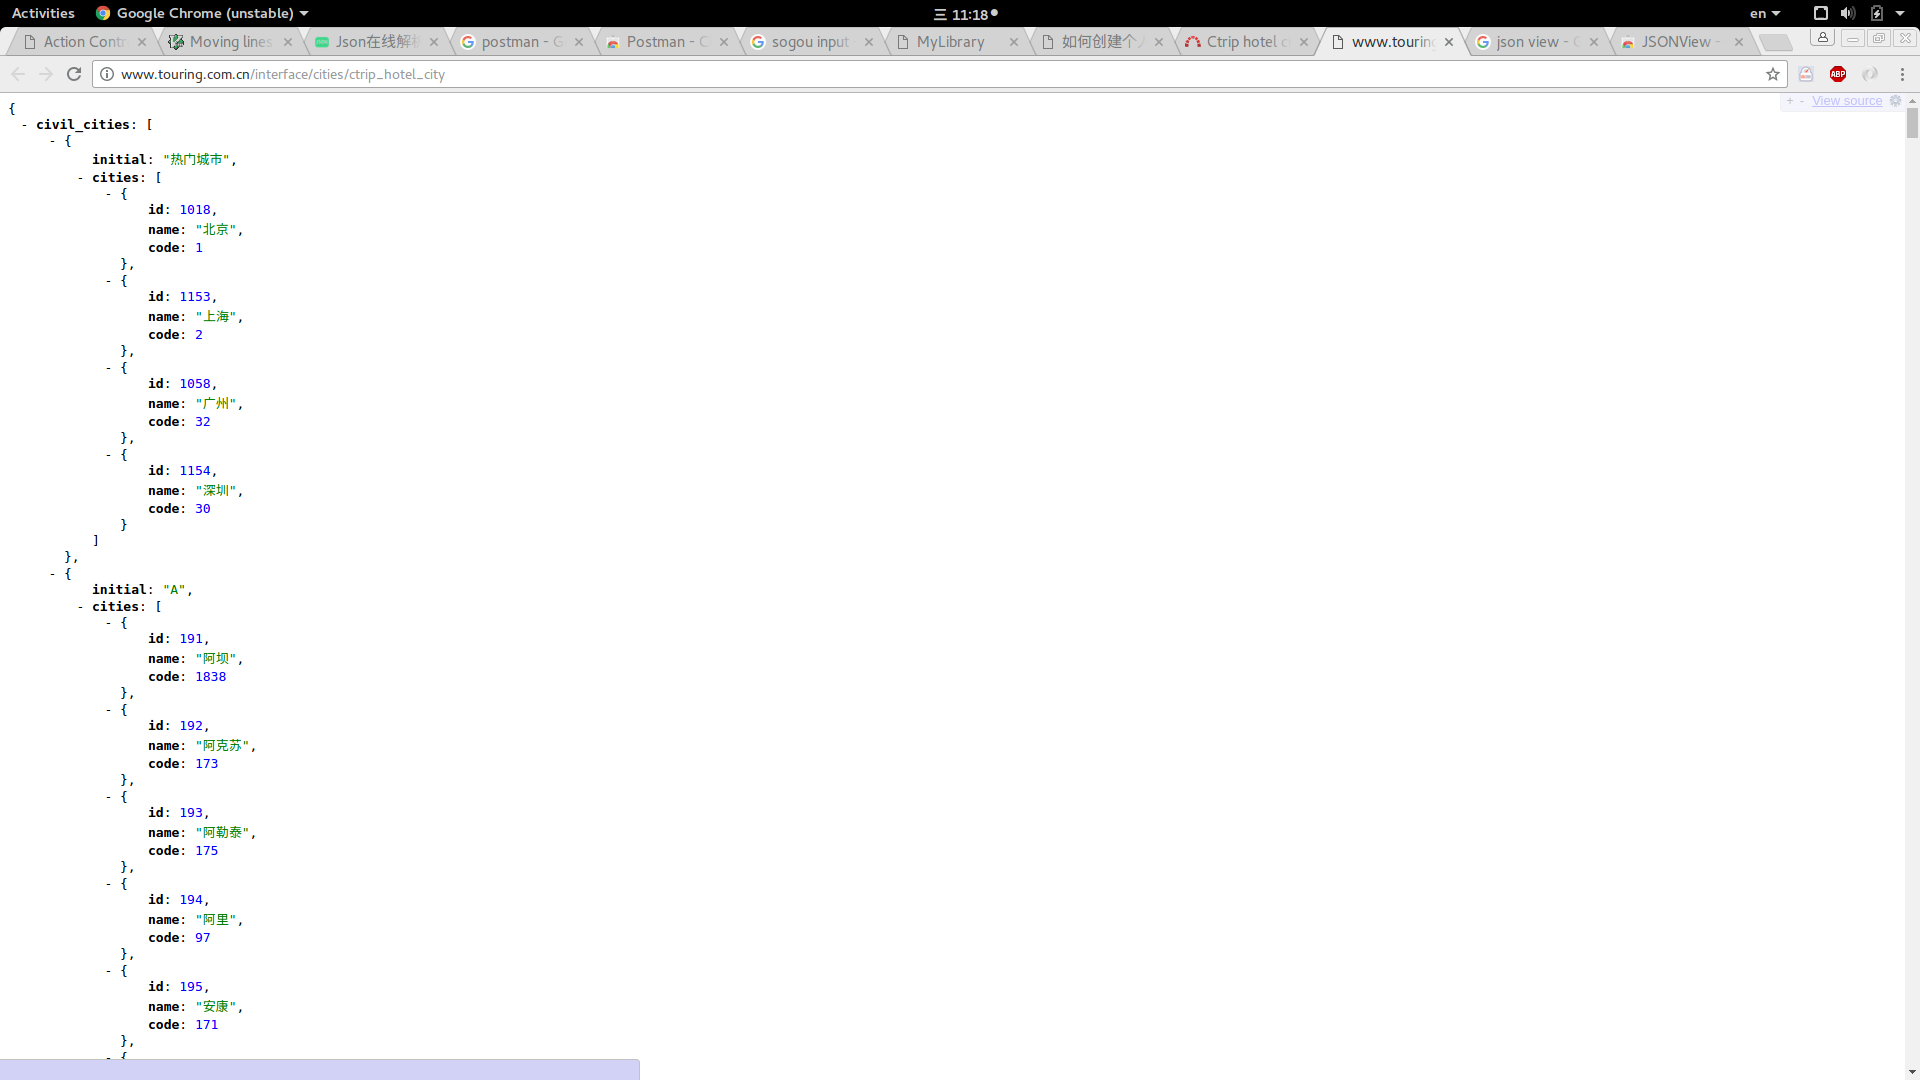 Activities Google Chrome (unstable) 三 11:18 en
Action Contr Moving lines Json在线解 postman - G Postman - C sogou input MyLibrary 如何创建个 Ctrip hotel c www.touring json view - G JSONView -
www.touring.com.cn/interface/cities/ctrip_hotel_city
+ - View source
{
- civil_cities: [
- {
initial: "热门城市",
- cities: [
- {
id: 1018,
name: "北京",
code: 1
},
- {
id: 1153,
name: "上海",
code: 2
},
- {
id: 1058,
name: "广州",
code: 32
},
- {
id: 1154,
name: "深圳",
code: 30
}
]
},
- {
initial: "A",
- cities: [
- {
id: 191,
name: "阿坝",
code: 1838
},
- {
id: 192,
name: "阿克苏",
code: 173
},
- {
id: 193,
name: "阿勒泰",
code: 175
},
- {
id: 194,
name: "阿里",
code: 97
},
- {
id: 195,
name: "安康",
code: 171
},
- {